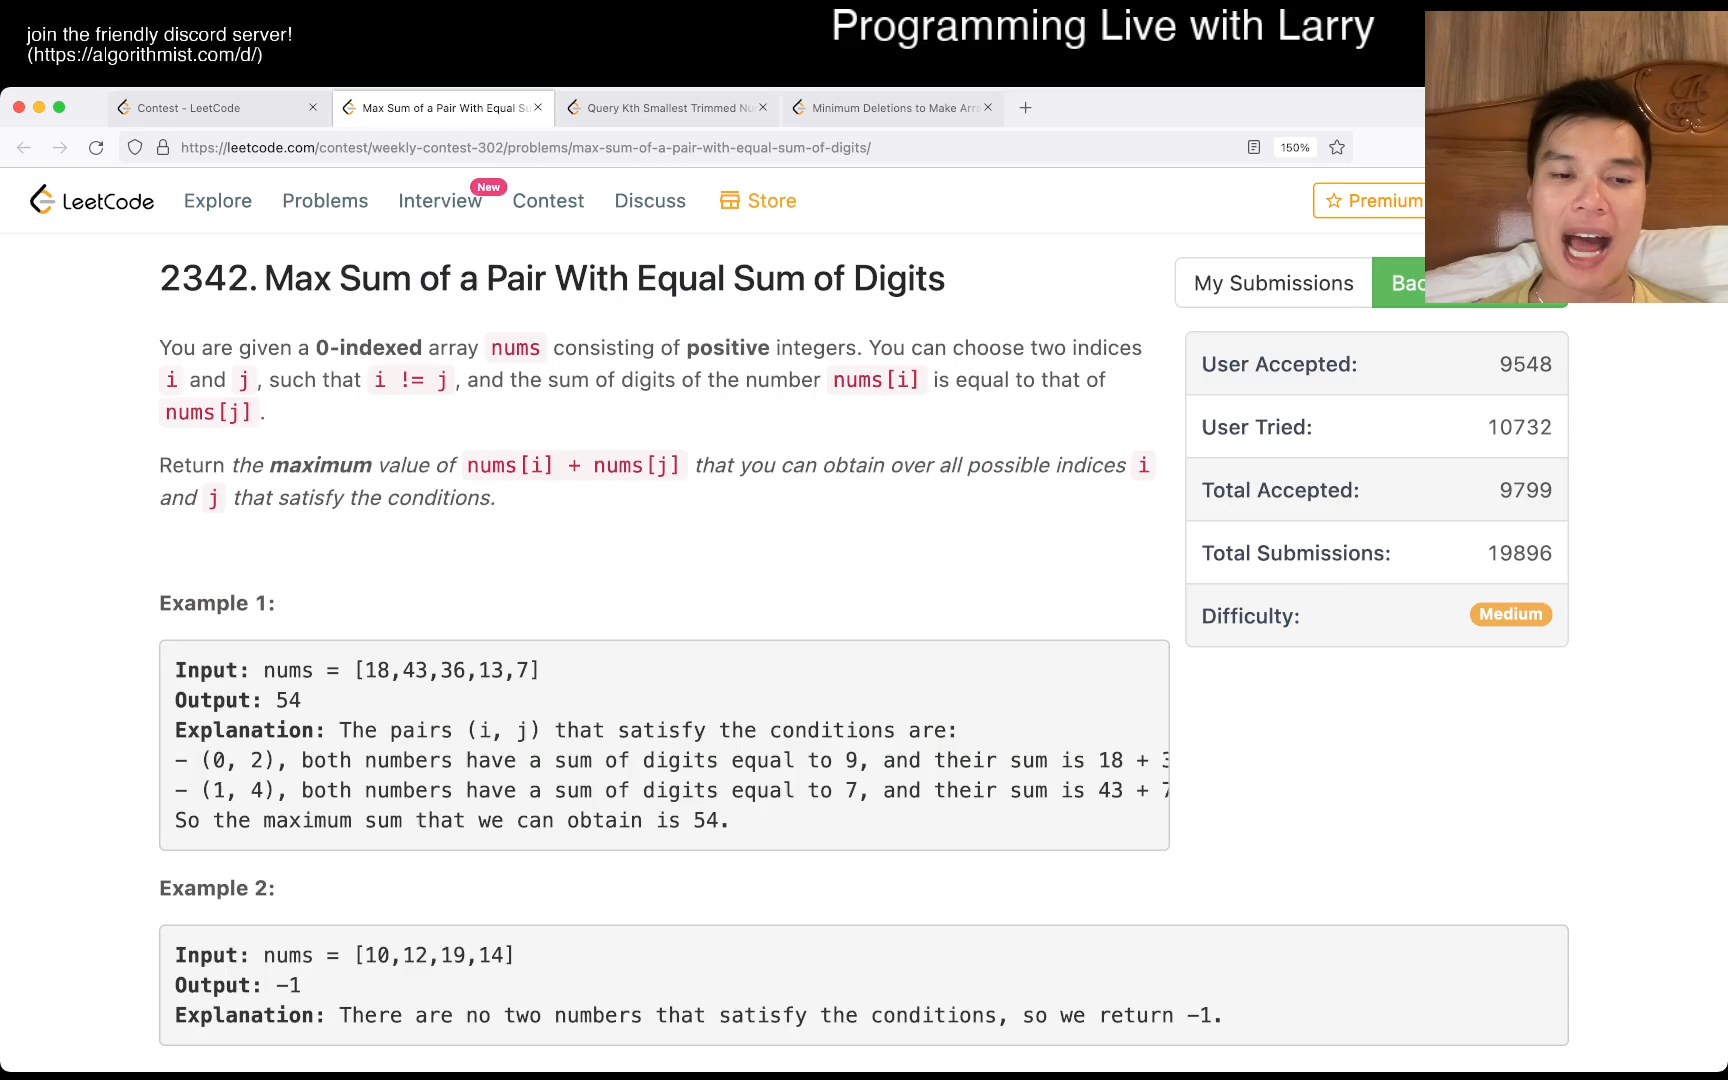 join the friendly discord server!
(https://algorithmist.com/d/)
Programming Live with Larry
Contest - LeetCode
Max Sum of a Pair With Equal Su
Query Kth Smallest Trimmed Nu
Minimum Deletions to Make Arra
https://leetcode.com/contest/weekly-contest-302/problems/max-sum-of-a-pair-with-equal-sum-of-digits/
150%
LeetCode
Explore
Problems
Interview
New
Contest
Discuss
Store
Premium
2342. Max Sum of a Pair With Equal Sum of Digits
My Submissions
Bac
You are given a 0-indexed array nums consisting of positive integers. You can choose two indices
i and j, such that i != j, and the sum of digits of the number nums[i] is equal to that of
nums[j].
Return the maximum value of nums[i] + nums[j] that you can obtain over all possible indices i
and j that satisfy the conditions.
User Accepted: 9548
User Tried: 10732
Total Accepted: 9799
Total Submissions: 19896
Difficulty: Medium
Example 1:
Input: nums = [18,43,36,13,7]
Output: 54
Explanation: The pairs (i, j) that satisfy the conditions are:
- (0, 2), both numbers have a sum of digits equal to 9, and their sum is 18 + 3
- (1, 4), both numbers have a sum of digits equal to 7, and their sum is 43 + 7
So the maximum sum that we can obtain is 54.
Example 2:
Input: nums = [10,12,19,14]
Output: -1
Explanation: There are no two numbers that satisfy the conditions, so we return -1.